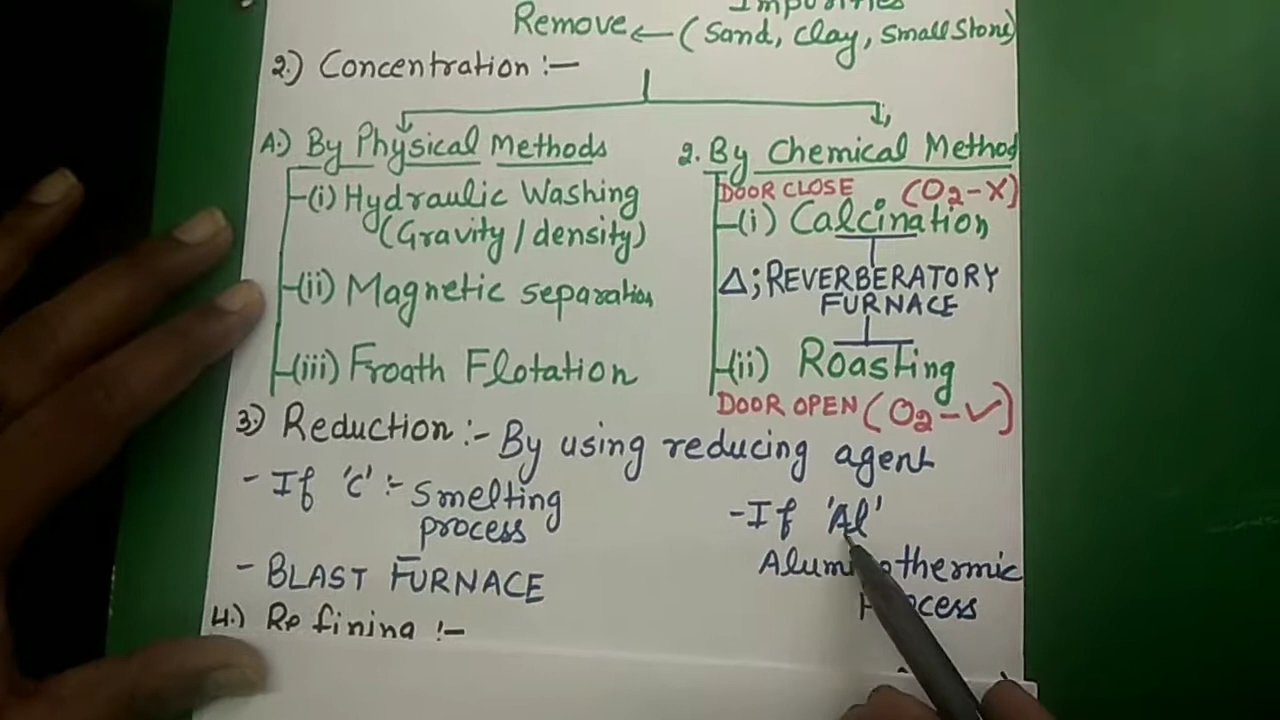 Impurities
Remove ← (Sand, Clay, Small Stone)
2.) Concentration :-
A.) By Physical Methods
(i) Hydraulic Washing
(Gravity/density)
(ii) Magnetic separation
(iii) Froath Flotation
2. By Chemical Method
DOOR CLOSE (O2-X)
(i) Calcination
Δ; REVERBERATORY
FURNACE
(ii) Roasting
DOOR OPEN (O2-✓)
3.) Reduction :- By using reducing agent
- If 'C' :- Smelting
process
- BLAST FURNACE
- If 'Al'
Aluminothermic
Process
4.) Refining :-